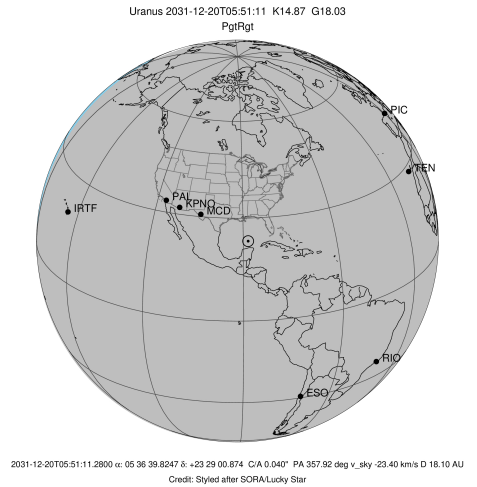 Uranus 2031-12-20T05:51:11 K14.87 G18.03
PgtRgt
PIC
TEN
PAL
KPNO
MCD
IRTF
RIO
ESO
2031-12-20T05:51:11.2800 α: 05 36 39.8247 δ: +23 29 00.874 C/A 0.040" PA 357.92 deg v_sky -23.40 km/s D 18.10 AU
Credit: Styled after SORA/Lucky Star